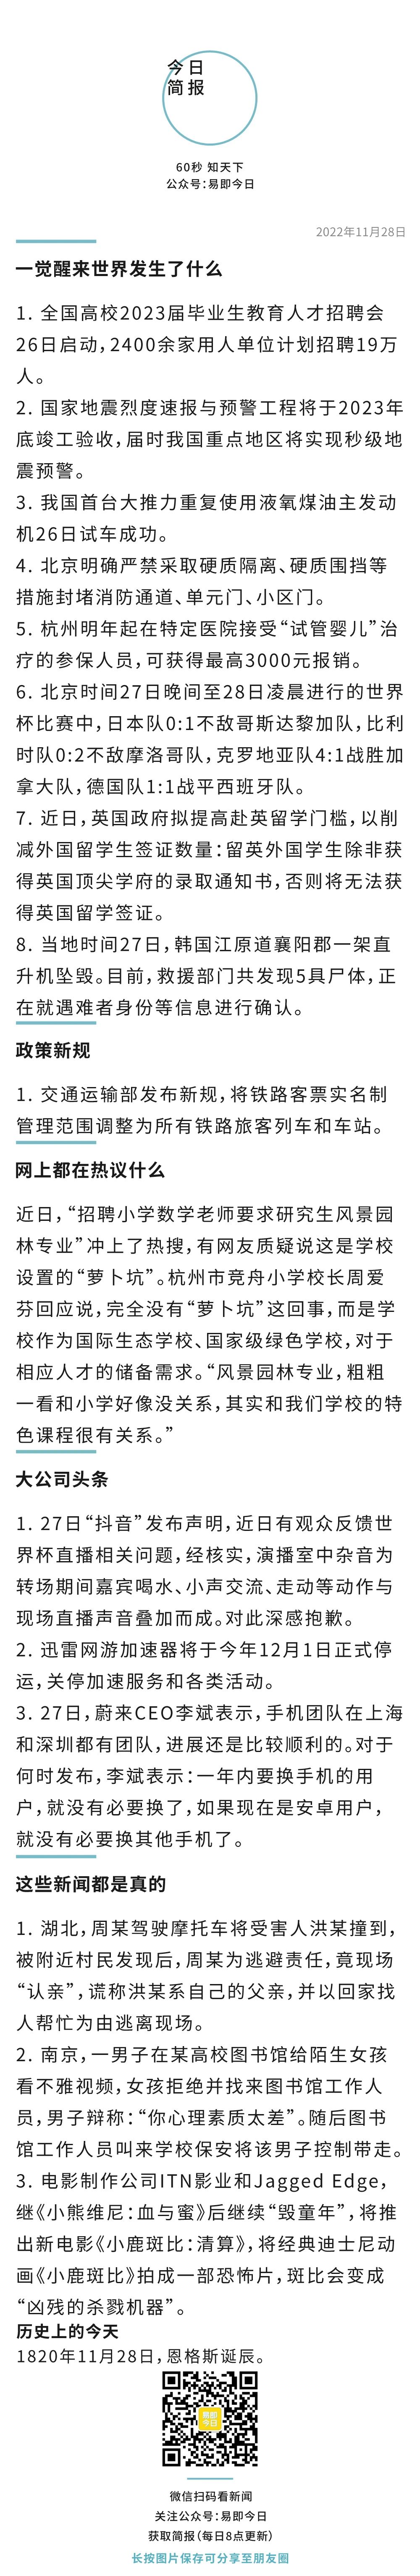 今日
简报
60秒 知天下
公众号：易即今日
2022年11月28日
一觉醒来世界发生了什么
1. 全国高校2023届毕业生教育人才招聘会
26日启动，2400余家用人单位计划招聘19万
人。
2. 国家地震烈度速报与预警工程将于2023年
底竣工验收，届时我国重点地区将实现秒级地
震预警。
3. 我国首台大推力重复使用液氧煤油主发动
机26日试车成功。
4. 北京明确严禁采取硬质隔离、硬质围挡等
措施封堵消防通道、单元门、小区门。
5. 杭州明年起在特定医院接受“试管婴儿”治
疗的参保人员，可获得最高3000元报销。
6. 北京时间27日晚间至28日凌晨进行的世界
杯比赛中，日本队0:1不敌哥斯达黎加队，比利
时队0:2不敌摩洛哥队，克罗地亚队4:1战胜加
拿大队，德国队1:1战平西班牙队。
7. 近日，英国政府拟提高赴英留学门槛，以削
减外国留学生签证数量：留英外国学生除非获
得英国顶尖学府的录取通知书，否则将无法获
得英国留学签证。
8. 当地时间27日，韩国江原道襄阳郡一架直
升机坠毁。目前，救援部门共发现5具尸体，正
在就遇难者身份等信息进行确认。
政策新规
1. 交通运输部发布新规，将铁路客票实名制
管理范围调整为所有铁路旅客列车和车站。
网上都在热议什么
近日，“招聘小学数学老师要求研究生风景园
林专业”冲上了热搜，有网友质疑说这是学校
设置的“萝卜坑”。杭州市竞舟小学校长周爱
芬回应说，完全没有“萝卜坑”这回事，而是学
校作为国际生态学校、国家级绿色学校，对于
相应人才的储备需求。“风景园林专业，粗粗
一看和小学好像没关系，其实和我们学校的特
色课程很有关系。”
大公司头条
1. 27日“抖音”发布声明，近日有观众反馈世
界杯直播相关问题，经核实，演播室中杂音为
转场期间嘉宾喝水、小声交流、走动等动作与
现场直播声音叠加而成。对此深感抱歉。
2. 迅雷网游加速器将于今年12月1日正式停
运，关停加速服务和各类活动。
3. 27日，蔚来CEO李斌表示，手机团队在上海
和深圳都有团队，进展还是比较顺利的。对于
何时发布，李斌表示：一年内要换手机的用
户，就没有必要换了，如果现在是安卓用户，
就没有必要换其他手机了。
这些新闻都是真的
1. 湖北，周某驾驶摩托车将受害人洪某撞到，
被附近村民发现后，周某为逃避责任，竟现场
“认亲”，谎称洪某系自己的父亲，并以回家找
人帮忙为由逃离现场。
2. 南京，一男子在某高校图书馆给陌生女孩
看不雅视频，女孩拒绝并找来图书馆工作人
员，男子辩称：“你心理素质太差”。随后图书
馆工作人员叫来学校保安将该男子控制带走。
3. 电影制作公司ITN影业和Jagged Edge，
继《小熊维尼：血与蜜》后继续“毁童年”，将推
出新电影《小鹿斑比：清算》，将经典迪士尼动
画《小鹿斑比》拍成一部恐怖片，斑比会变成
“凶残的杀戮机器”。
历史上的今天
1820年11月28日，恩格斯诞辰。
易即
今日
微信扫码看新闻
关注公众号：易即今日
获取简报（每日8点更新）
长按图片保存可分享至朋友圈